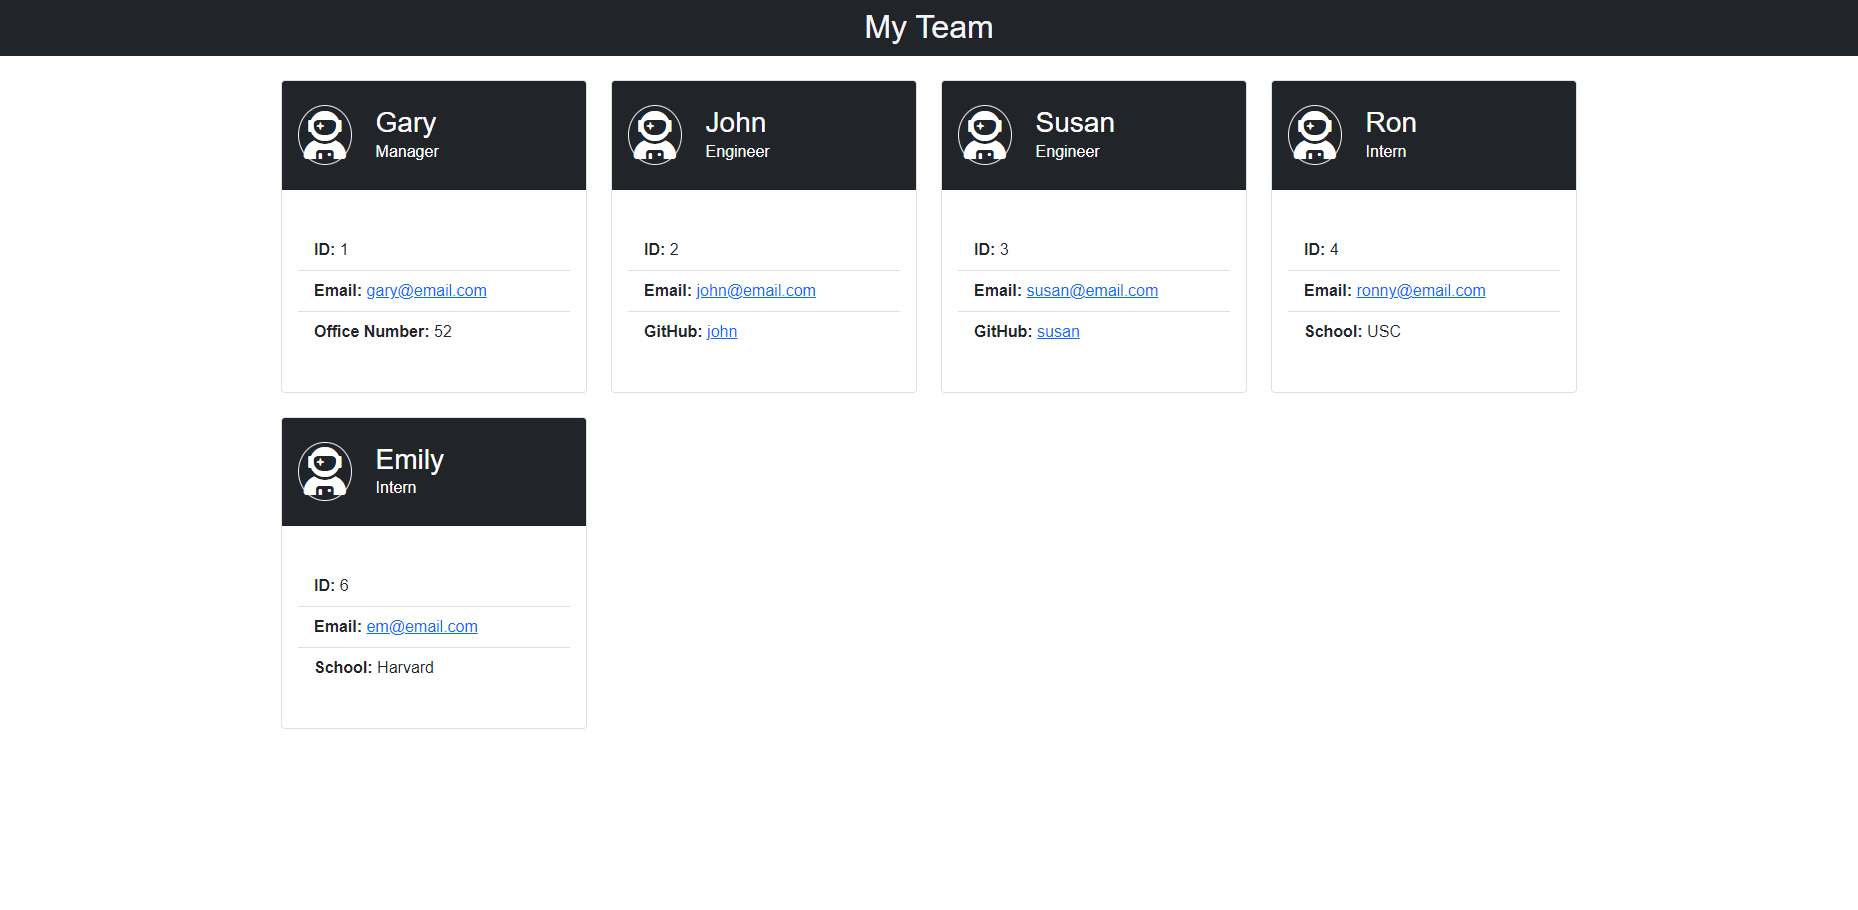 My Team
Gary
Manager
ID: 1
Email: gary@email.com
Office Number: 52
John
Engineer
ID: 2
Email: john@email.com
GitHub: john
Susan
Engineer
ID: 3
Email: susan@email.com
GitHub: susan
Ron
Intern
ID: 4
Email: ronny@email.com
School: USC
Emily
Intern
ID: 6
Email: em@email.com
School: Harvard